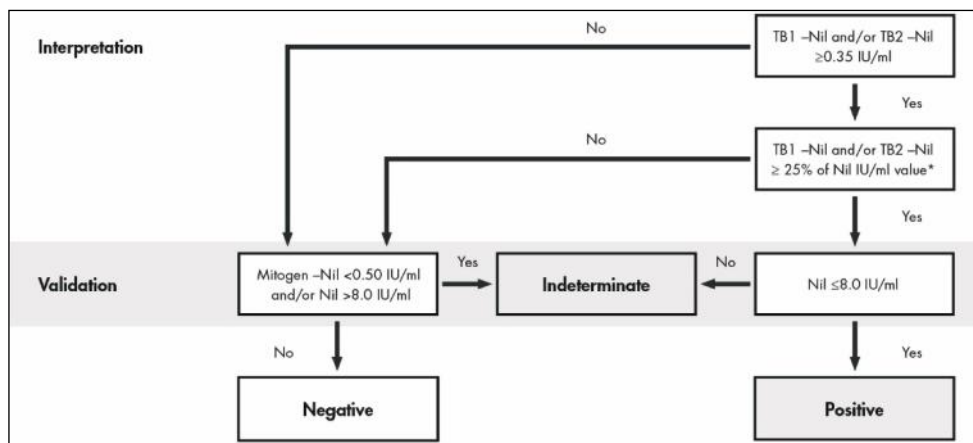 Interpretation
No
TB1 –Nil and/or TB2 –Nil
≥0.35 IU/ml
Yes
No
TB1 –Nil and/or TB2 –Nil
≥ 25% of Nil IU/ml value*
Yes
Validation
Mitogen –Nil <0.50 IU/ml
and/or Nil >8.0 IU/ml
Yes
Indeterminate
No
Nil ≤8.0 IU/ml
No
Yes
Negative
Positive